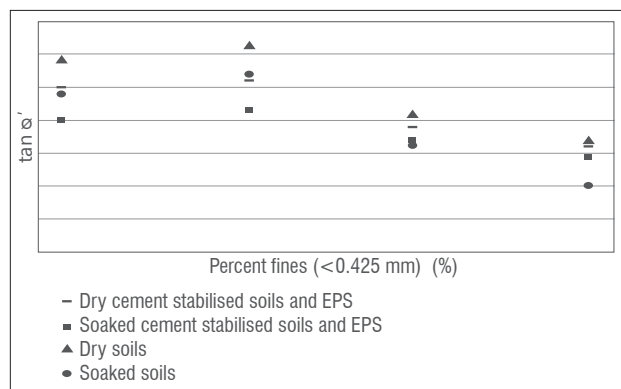 tan ø′
Percent fines (<0.425 mm) (%)
Dry cement stabilised soils and EPS
Soaked cement stabilised soils and EPS
Dry soils
Soaked soils